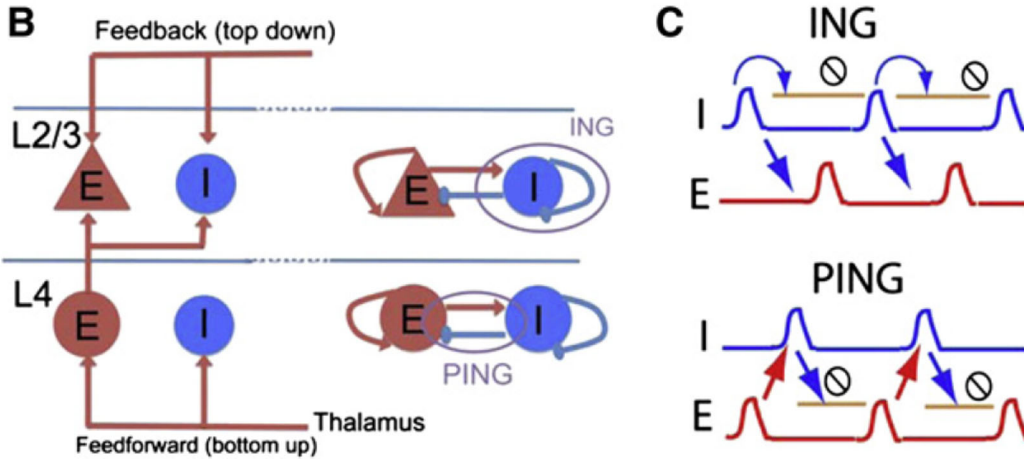 B
Feedback (top down)
L2/3
E
I
ING
E
I
L4
E
I
E
I
PING
Thalamus
Feedforward (bottom up)
C
ING
I
E
PING
I
E